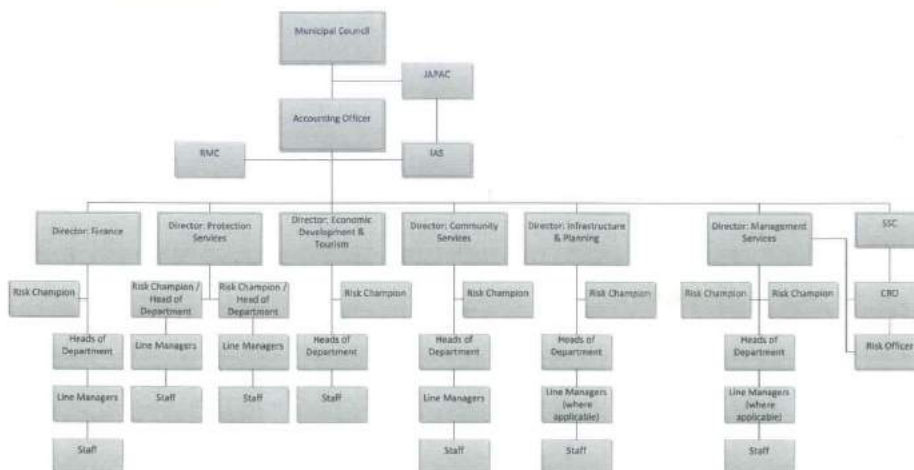 Municipal Council
JAPAC
Accounting Officer
RMC
IAS
Director: Finance
Director: Protection
Services
Director: Economic
Development &
Tourism
Director: Community
Services
Director: Infrastructure
& Planning
Director: Management
Services
SSC
Risk Champion
Risk Champion /
Head of
Department
Risk Champion /
Head of
Department
Risk Champion
Risk Champion
Risk Champion
Risk Champion
Risk Champion
CRO
Heads of
Department
Line Managers
Line Managers
Heads of
Department
Heads of
Department
Heads of
Department
Heads of
Department
Risk Officer
Line Managers
Staff
Staff
Staff
Line Managers
Line Managers
(where
applicable)
Line Managers
(where
applicable)
Staff
Staff
Staff
Staff